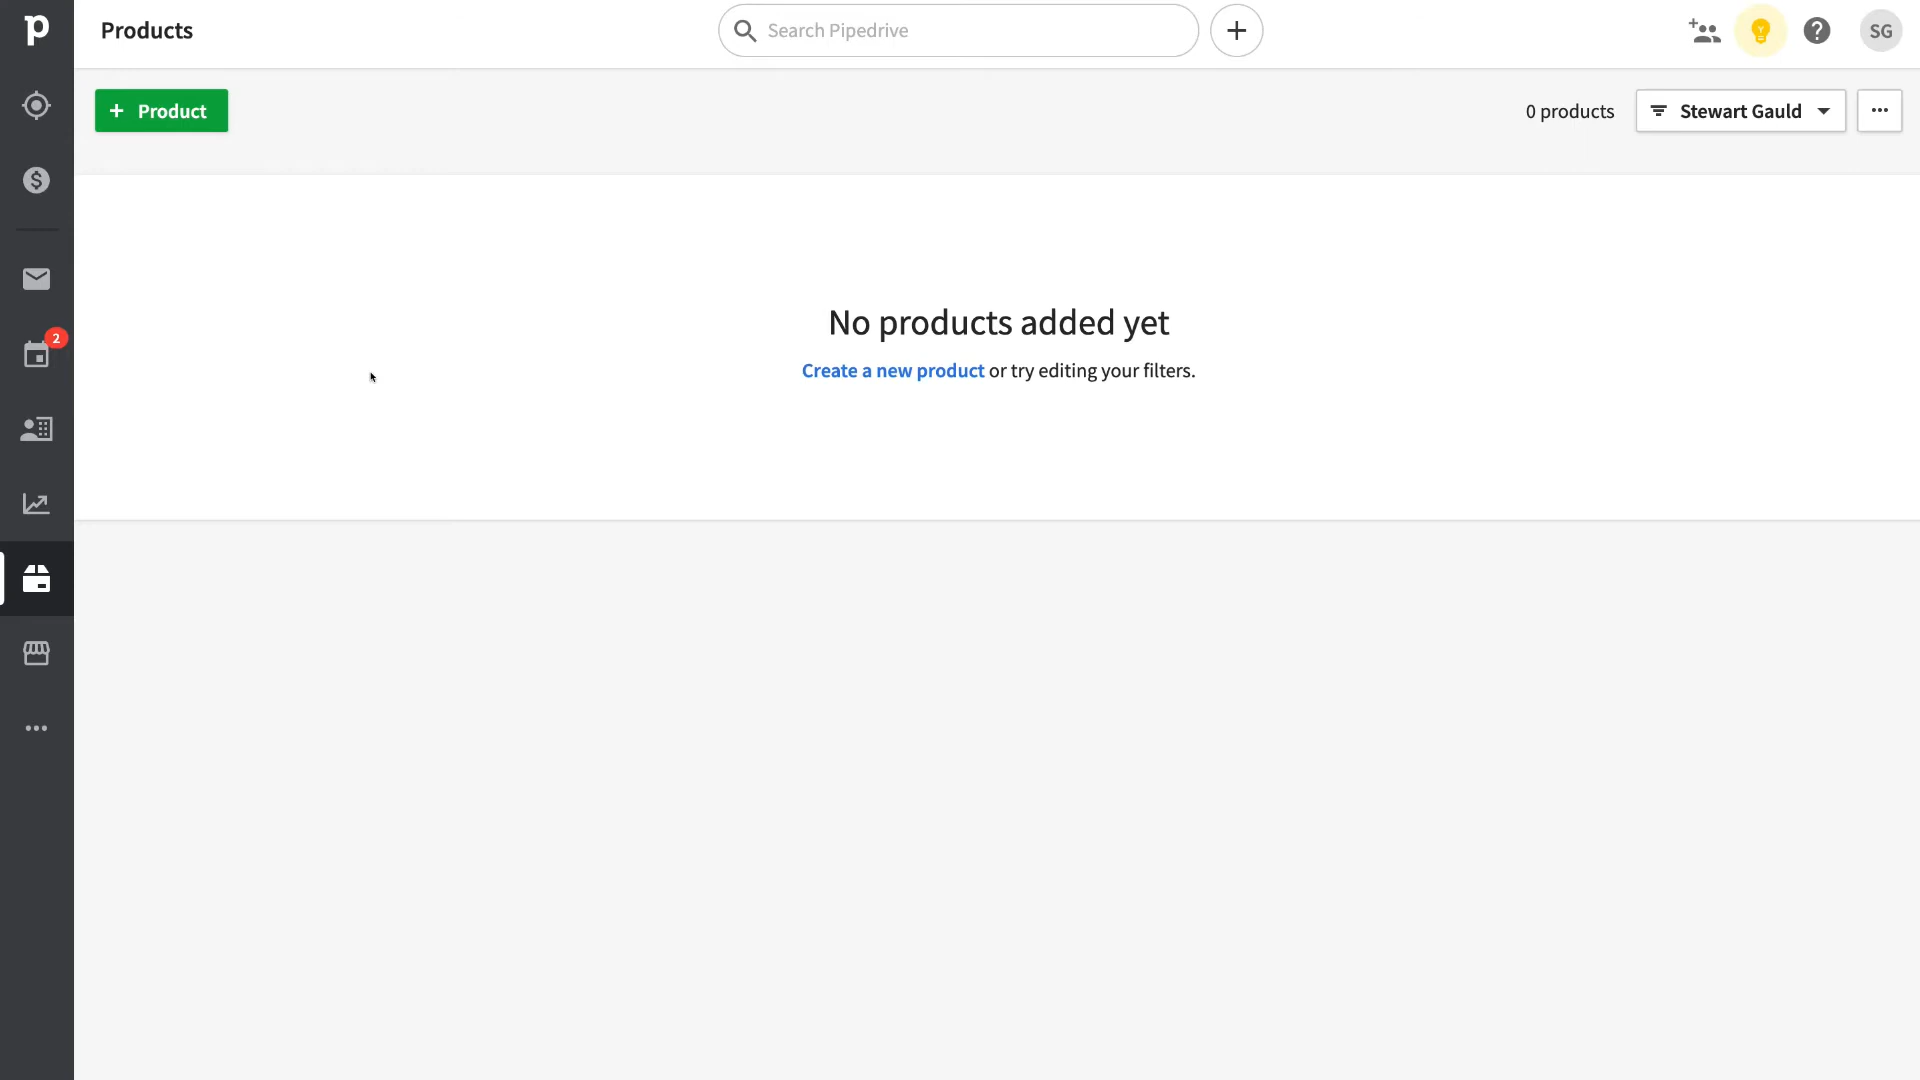 p
Products
Search Pipedrive
SG
+ Product
0 products
Stewart Gauld
2
No products added yet
Create a new product or try editing your filters.